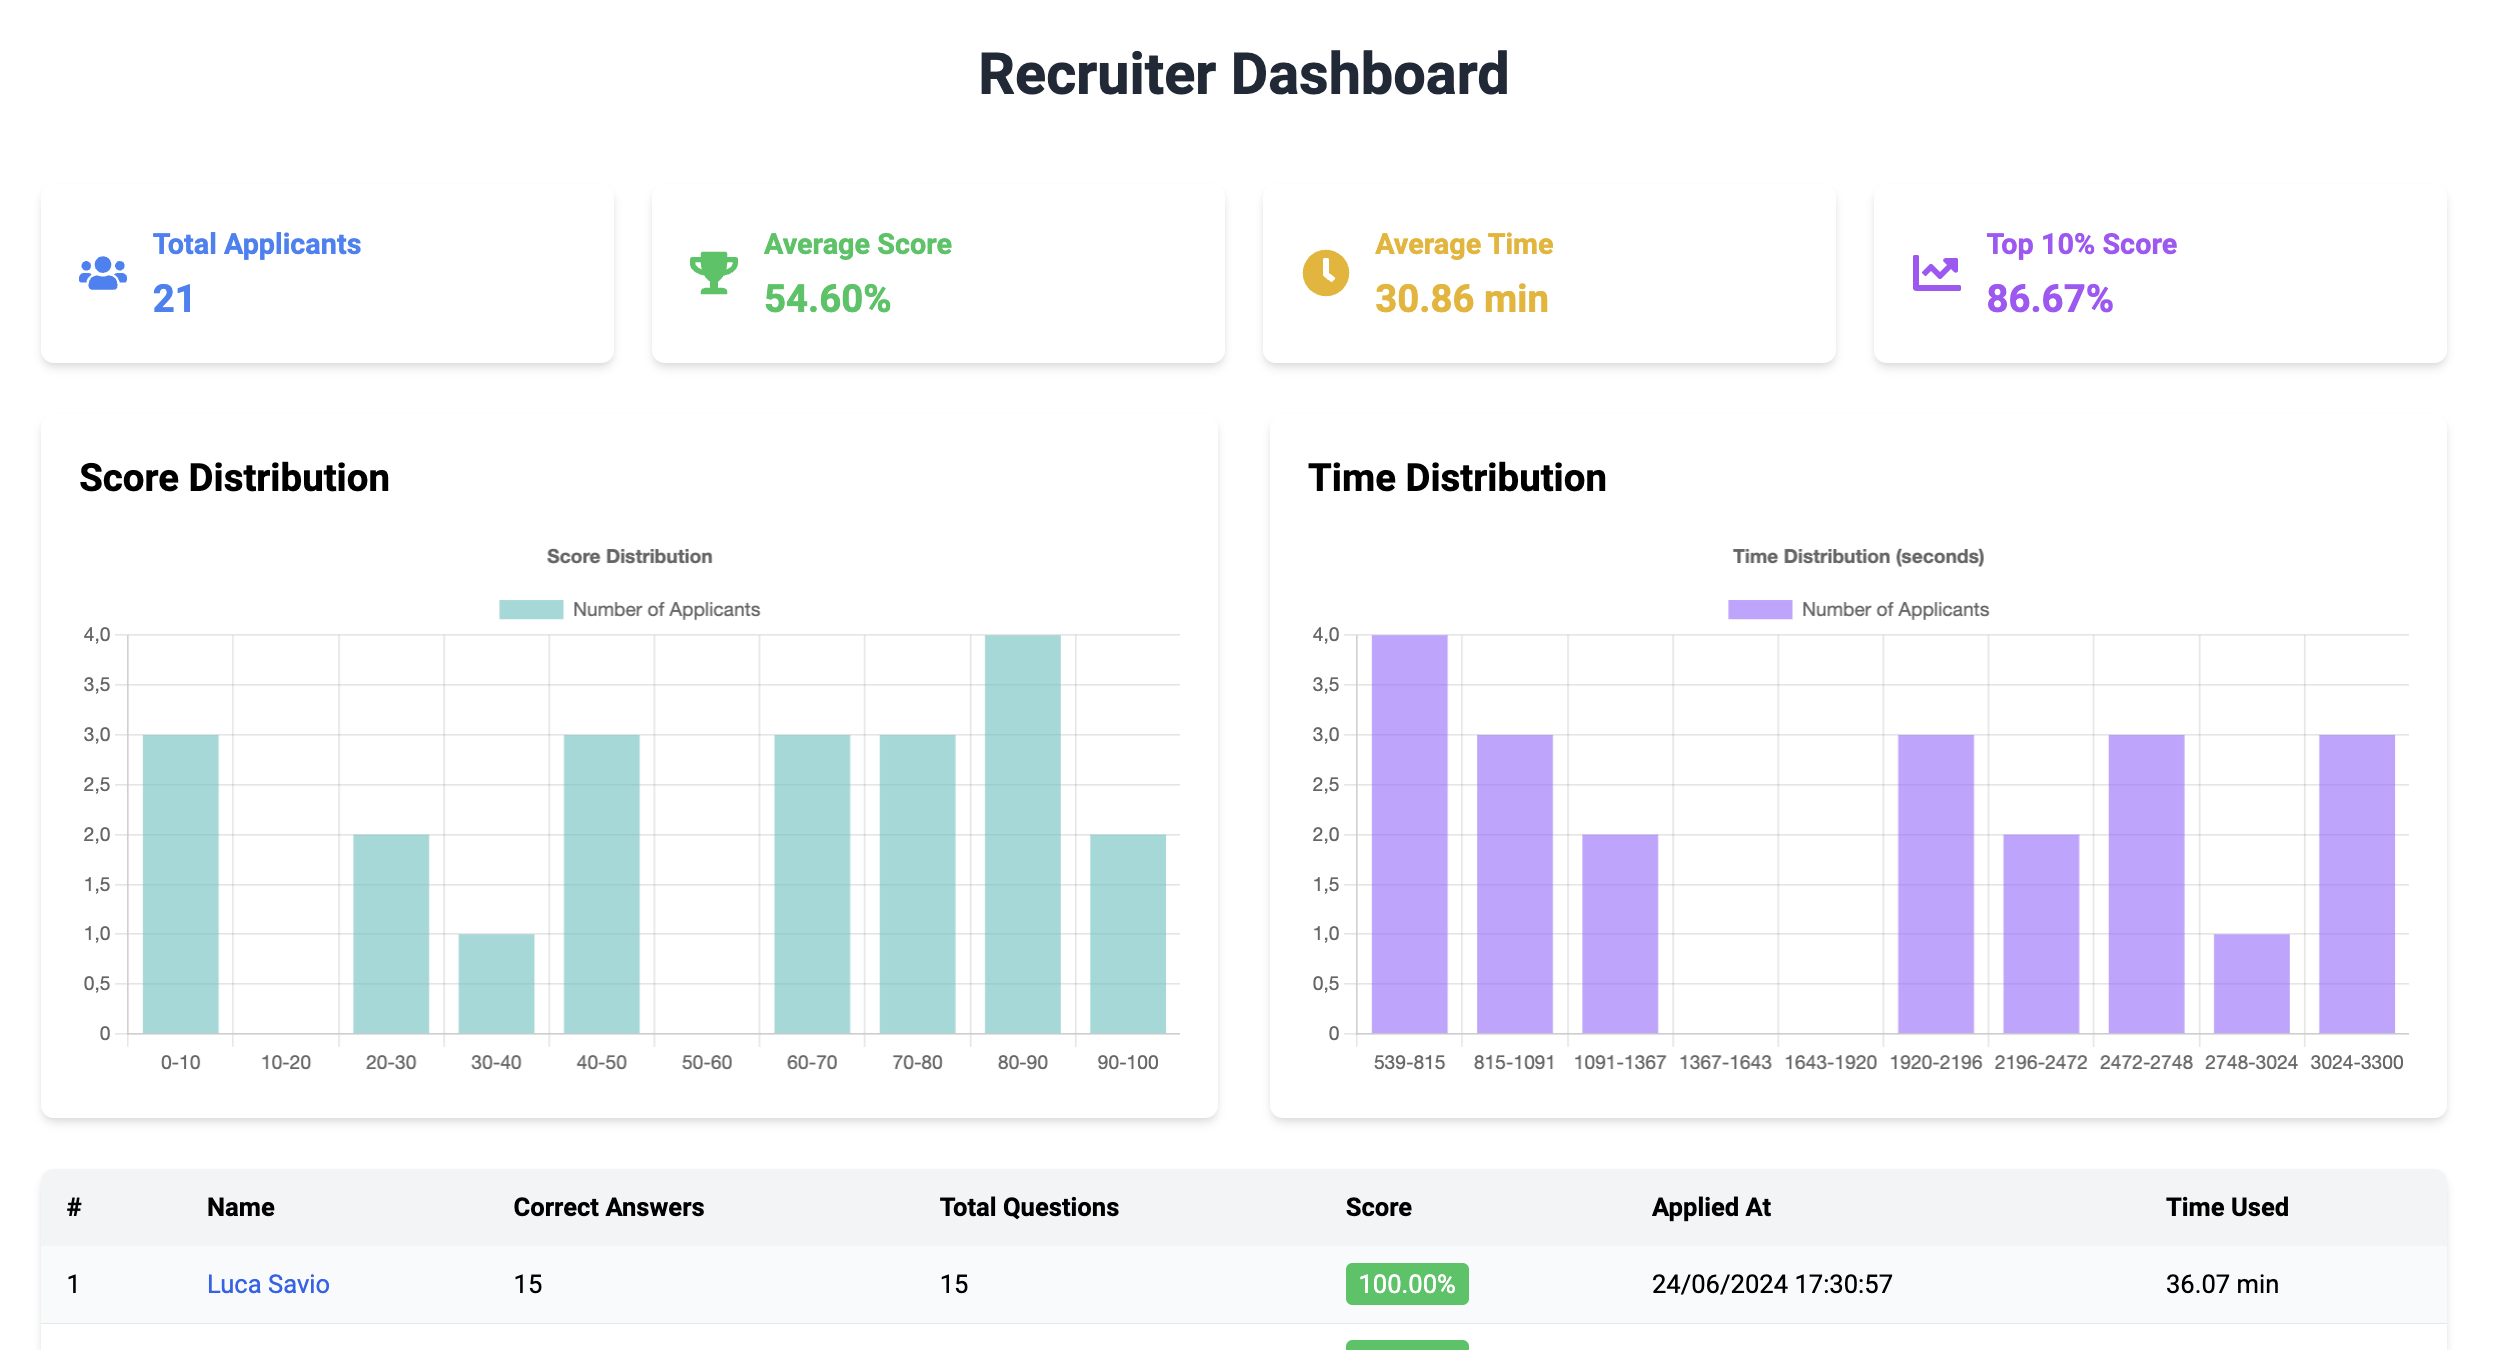 Recruiter Dashboard
Total Applicants
21
Average Score
54.60%
Average Time
30.86 min
Top 10% Score
86.67%
Score Distribution
Score Distribution
Number of Applicants
4,0
3,5
3,0
2,5
2,0
1,5
1,0
0,5
0
0-10 10-20 20-30 30-40 40-50 50-60 60-70 70-80 80-90 90-100
Time Distribution
Time Distribution (seconds)
Number of Applicants
4,0
3,5
3,0
2,5
2,0
1,5
1,0
0,5
0
539-815 815-1091 1091-1367 1367-1643 1643-1920 1920-2196 2196-2472 2472-2748 2748-3024 3024-3300
# Name Correct Answers Total Questions Score Applied At Time Used
1 Luca Savio 15 15 100.00% 24/06/2024 17:30:57 36.07 min